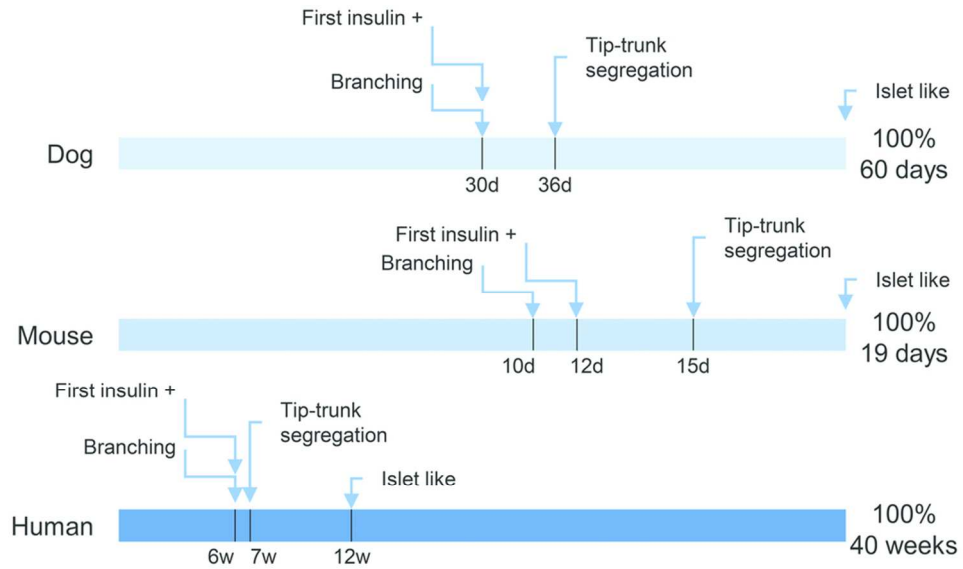 First insulin +
Branching
Tip-trunk
segregation
Islet like
Dog
100%
60 days
30d
36d
First insulin +
Branching
Tip-trunk
segregation
Islet like
Mouse
100%
19 days
10d
12d
15d
First insulin +
Branching
Tip-trunk
segregation
Islet like
Human
100%
40 weeks
6w
7w
12w